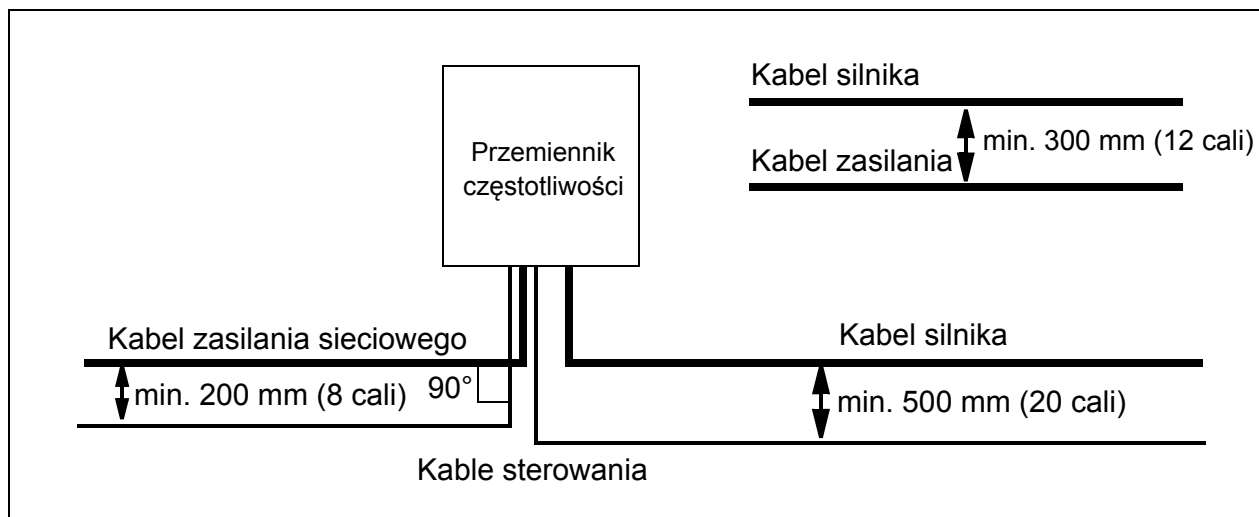 Kabel silnika
min. 300 mm (12 cali)
Kabel zasilania
Przemiennik
częstotliwości
Kabel zasilania sieciowego
Kabel silnika
min. 200 mm (8 cali)
90°
min. 500 mm (20 cali)
Kable sterowania